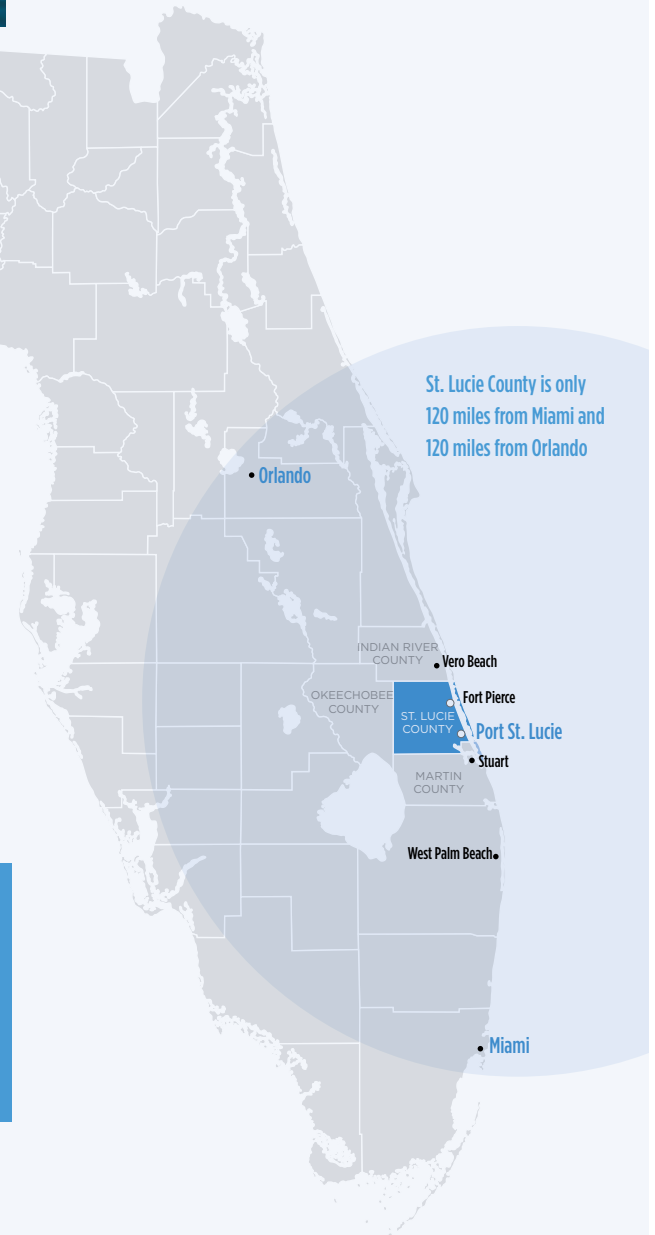 St. Lucie County is only
120 miles from Miami and
120 miles from Orlando
Orlando
INDIAN RIVER
COUNTY
Vero Beach
OKEECHOBEE
COUNTY
Fort Pierce
ST. LUCIE
COUNTY
Port St. Lucie
Stuart
MARTIN
COUNTY
West Palm Beach
Miami